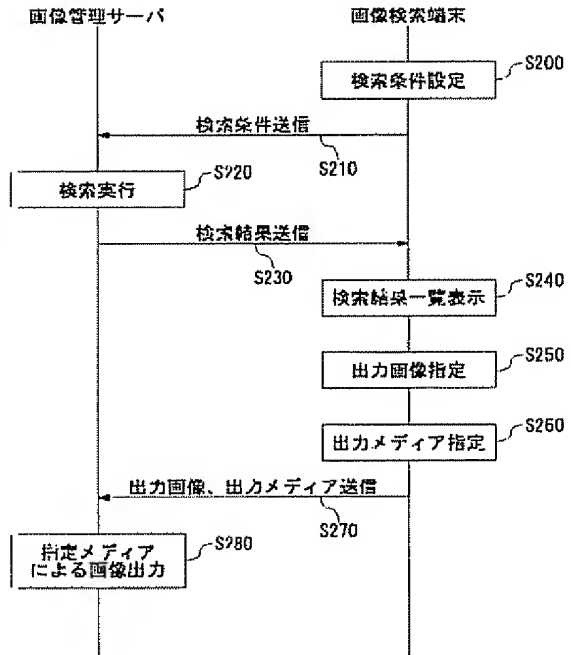 画像管理サーバ
画像検索端末
検索条件設定
S200
検索条件送信
S210
検索実行
S220
検索結果送信
S230
検索結果一覧表示
S240
出力画像指定
S250
出力メディア指定
S260
出力画像、出力メディア送信
S270
指定メディア
による画像出力
S280